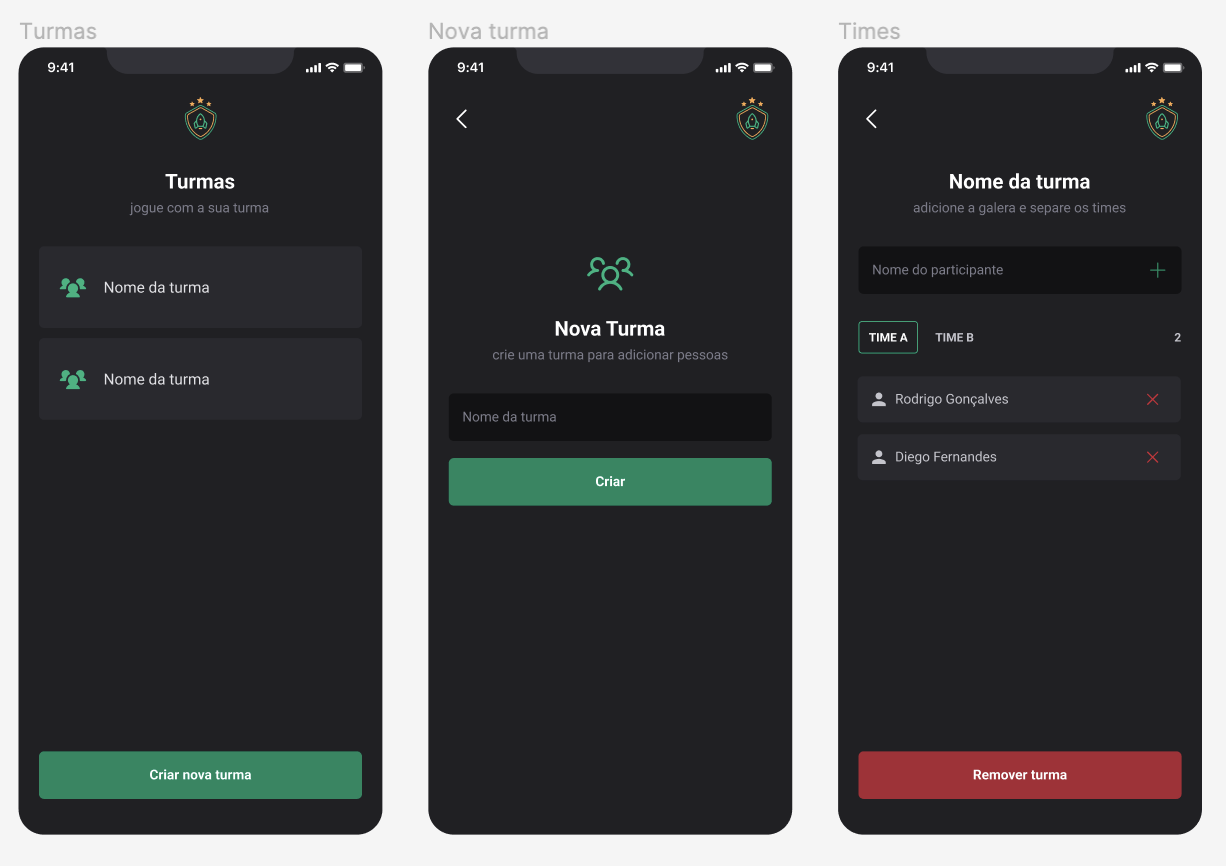 Turmas
9:41
Turmas
jogue com a sua turma
Nome da turma
Nome da turma
Criar nova turma
Nova turma
9:41
Nova Turma
crie uma turma para adicionar pessoas
Nome da turma
Criar
Times
9:41
Nome da turma
adicione a galera e separe os times
Nome do participante
TIME A TIME B 2
Rodrigo Gonçalves
Diego Fernandes
Remover turma